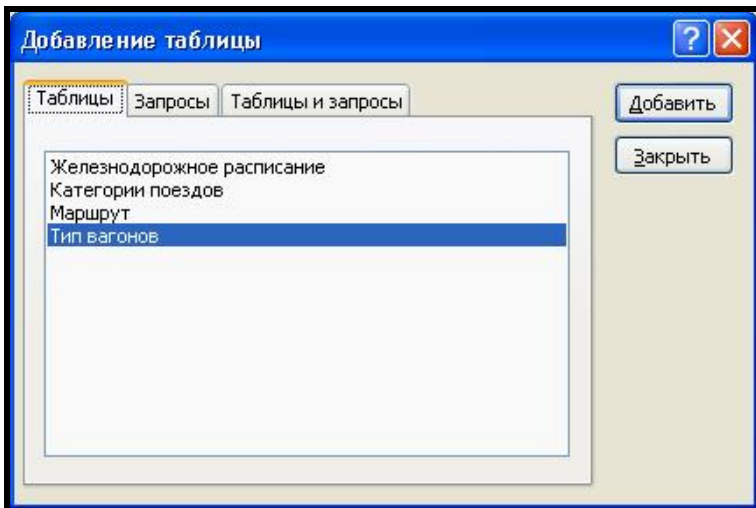 Добавление таблицы
Таблицы Запросы Таблицы и запросы
Добавить
Закрыть
Железнодорожное расписание
Категории поездов
Маршрут
Тип вагонов